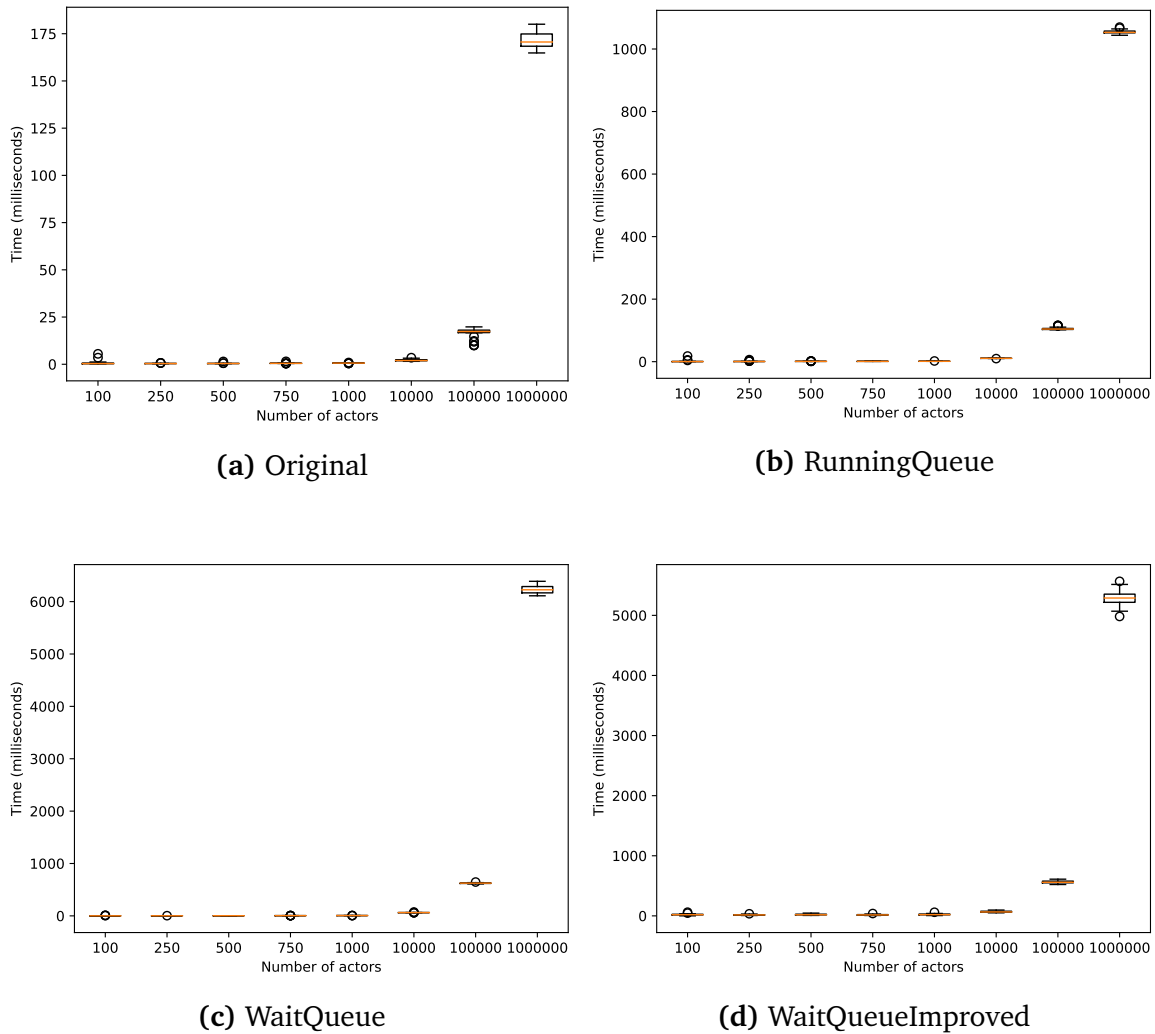 175
150
125
100
75
50
25
0
Time (milliseconds)
100 250 500 750 1000 10000 100000 1000000
Number of actors
(a) Original
1000
800
600
400
200
0
Time (milliseconds)
100 250 500 750 1000 10000 100000 1000000
Number of actors
(b) RunningQueue
6000
5000
4000
3000
2000
1000
0
Time (milliseconds)
100 250 500 750 1000 10000 100000 1000000
Number of actors
(c) WaitQueue
5000
4000
3000
2000
1000
0
Time (milliseconds)
100 250 500 750 1000 10000 100000 1000000
Number of actors
(d) WaitQueueImproved